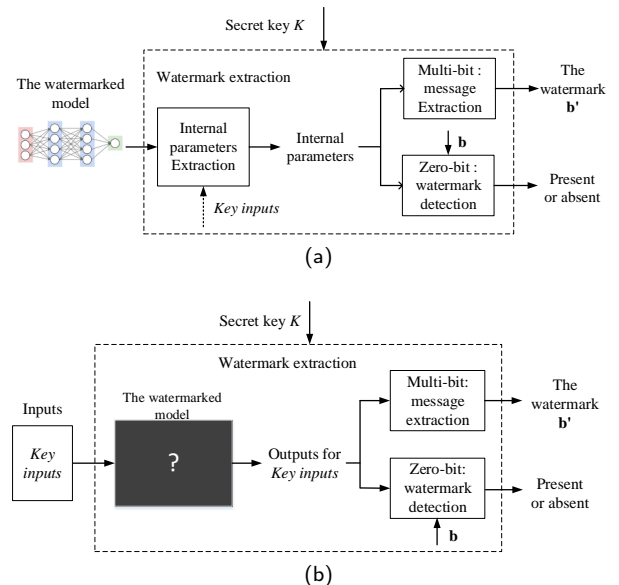 Secret key K
The watermarked
model
Watermark extraction
Internal
parameters
Extraction
Key inputs
Internal
parameters
Multi-bit :
message
Extraction
b
Zero-bit :
watermark
detection
The
watermark
b'
Present
or absent
(a)
Secret key K
Watermark extraction
Inputs
Key
inputs
The watermarked
model
?
Outputs for
Key inputs
Multi-bit:
message
extraction
Zero-bit:
watermark
detection
b
The
watermark
b'
Present
or absent
(b)